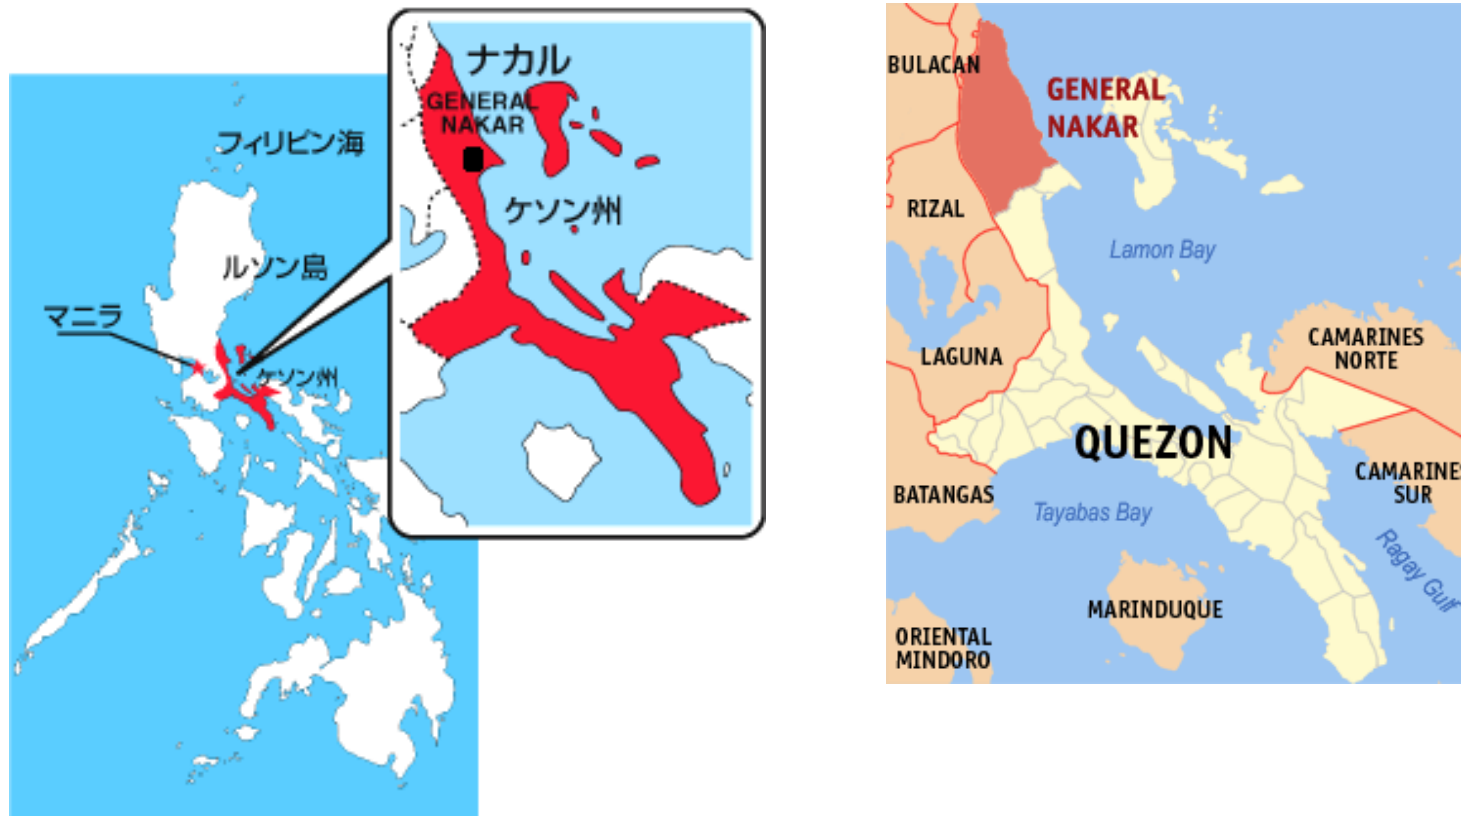 フィリピン海
ルソン島
マニラ
ケソン州
ナカル
GENERAL
NAKAR
ケソン州
BULACAN
GENERAL
NAKAR
RIZAL
Lamon Bay
LAGUNA
CAMARINES
NORTE
QUEZON
BATANGAS
CAMARINE
SUR
Tayabas Bay
Ragay Gulf
MARINDUQUE
ORIENTAL
MINDORO